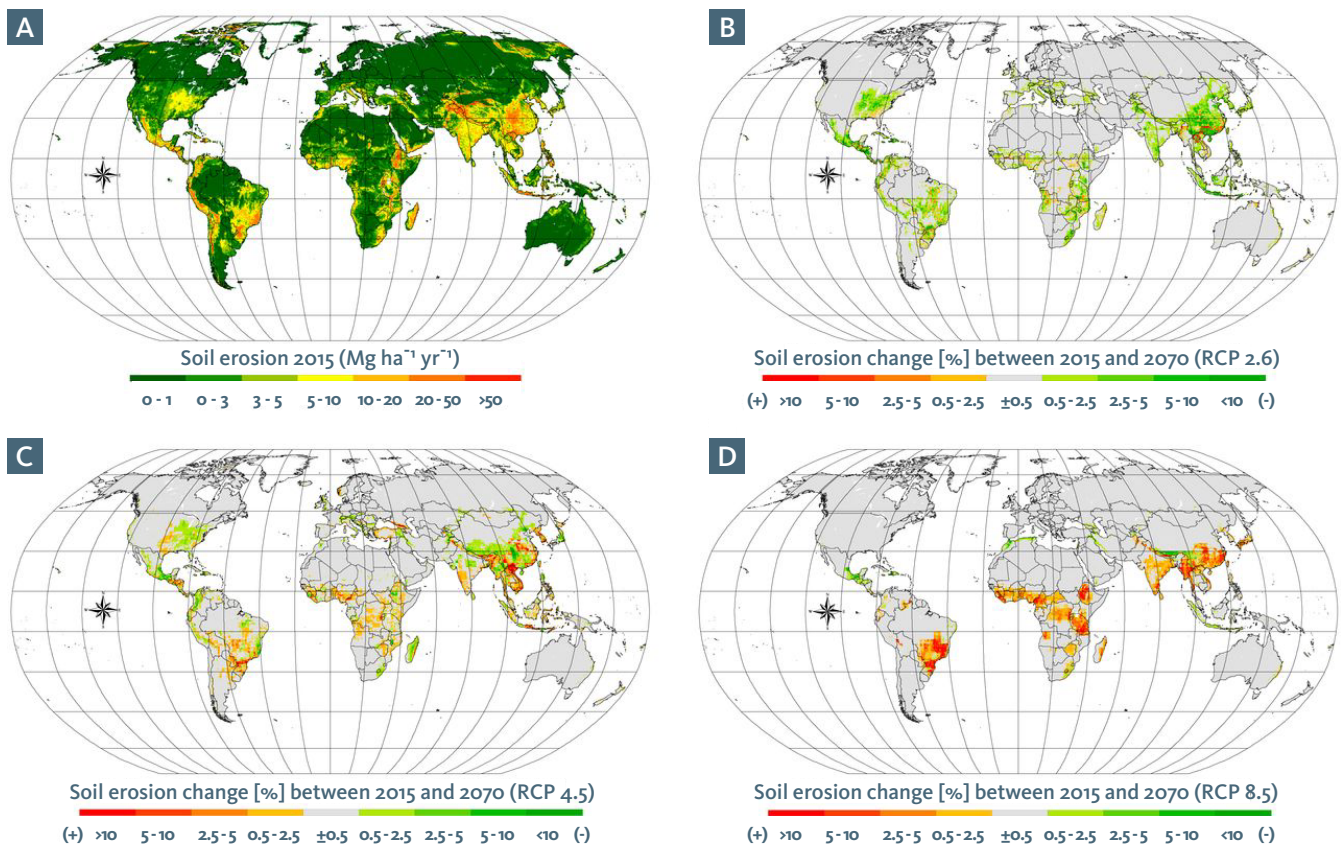 A
B
Soil erosion 2015 (Mg ha⁻¹ yr⁻¹)
0 - 1 0 - 3 3 - 5 5-10 10-20 20-50 >50
Soil erosion change [%] between 2015 and 2070 (RCP 2.6)
(+) >10 5 - 10 2.5 - 5 0.5 - 2.5 ±0.5 0.5 - 2.5 2.5 - 5 5 - 10 <10 (-)
C
D
Soil erosion change [%] between 2015 and 2070 (RCP 4.5)
(+) >10 5 - 10 2.5 - 5 0.5 - 2.5 ±0.5 0.5 - 2.5 2.5 - 5 5 - 10 <10 (-)
Soil erosion change [%] between 2015 and 2070 (RCP 8.5)
(+) >10 5 - 10 2.5 - 5 0.5 - 2.5 ±0.5 0.5 - 2.5 2.5 - 5 5 - 10 <10 (-)